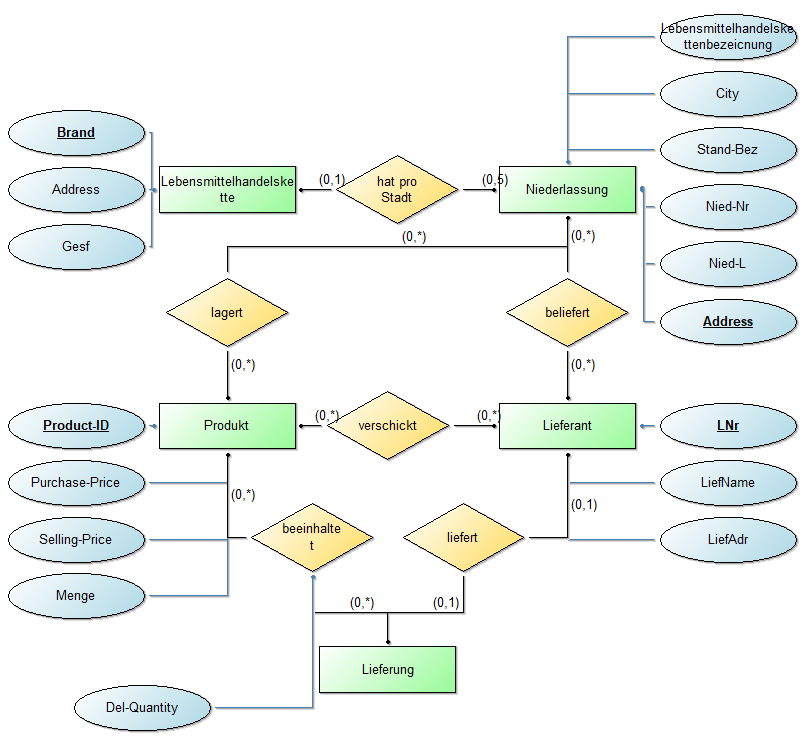 Lebensmittelhandelske
ttenbezeicnung
City
Brand
Stand-Bez
Lebensmittelhandelske
tte
(0,1)
hat pro
Stadt
(0,5)
Niederlassung
Address
Nied-Nr
Gesf
(0,*)
(0,*)
Nied-L
lagert
beliefert
Address
(0,*)
(0,*)
Product-ID
Produkt
(0,*)
verschickt
(0,*)
Lieferant
LNr
Purchase-Price
(0,*)
(0,1)
LiefName
Selling-Price
beeinhalte
t
liefert
LiefAdr
Menge
(0,*)
(0,1)
Lieferung
Del-Quantity